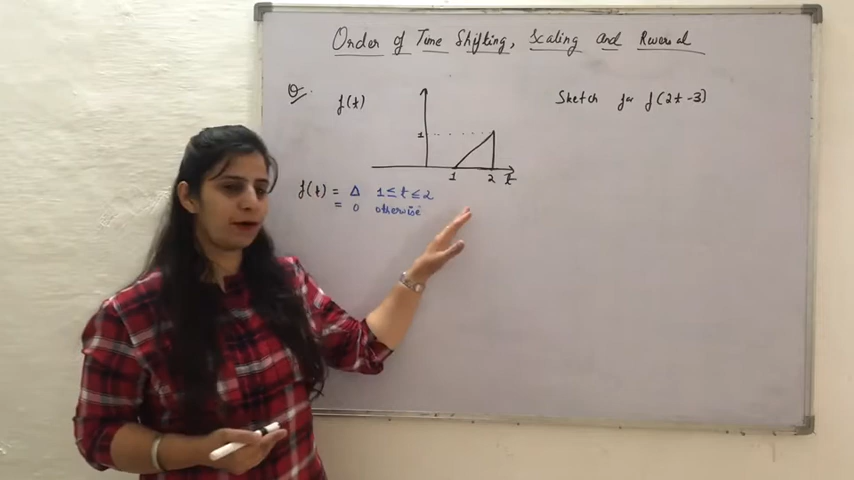 Order of Time Shifting, Scaling and Reversal
Q.
f(t)
Sketch for f(2t-3)
1
1 2 t
f(t) = Δ 1 ≤ t ≤ 2
= 0 otherwise